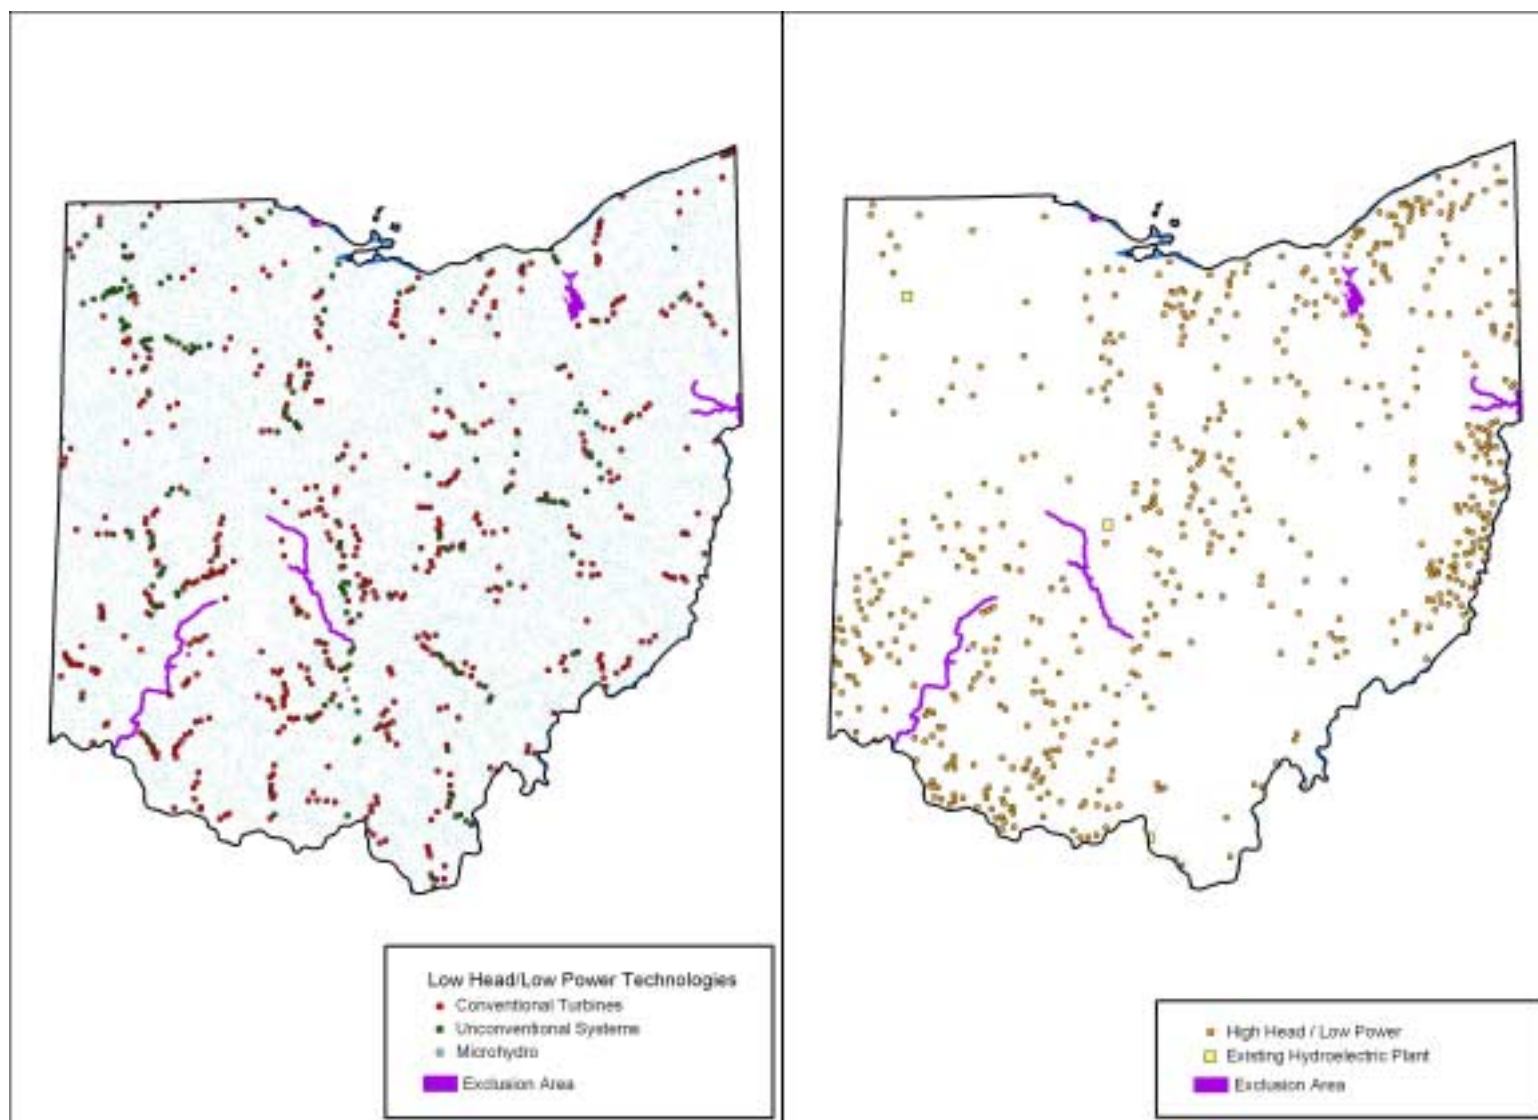 Low Head/Low Power Technologies
Conventional Turbines
Unconventional Systems
Microhydro
Exclusion Area
High Head / Low Power
Existing Hydroelectric Plant
Exclusion Area